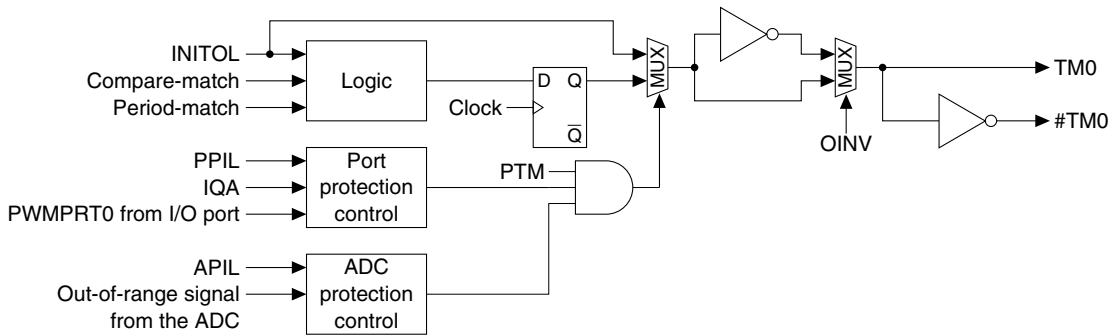 INITOL
Compare-match
Period-match
Logic
D Q
Q
Clock
MUX
MUX
OINV
TM0
#TM0
PPIL
IQA
PWMPRT0 from I/O port
Port
protection
control
PTM
APIL
Out-of-range signal
from the ADC
ADC
protection
control